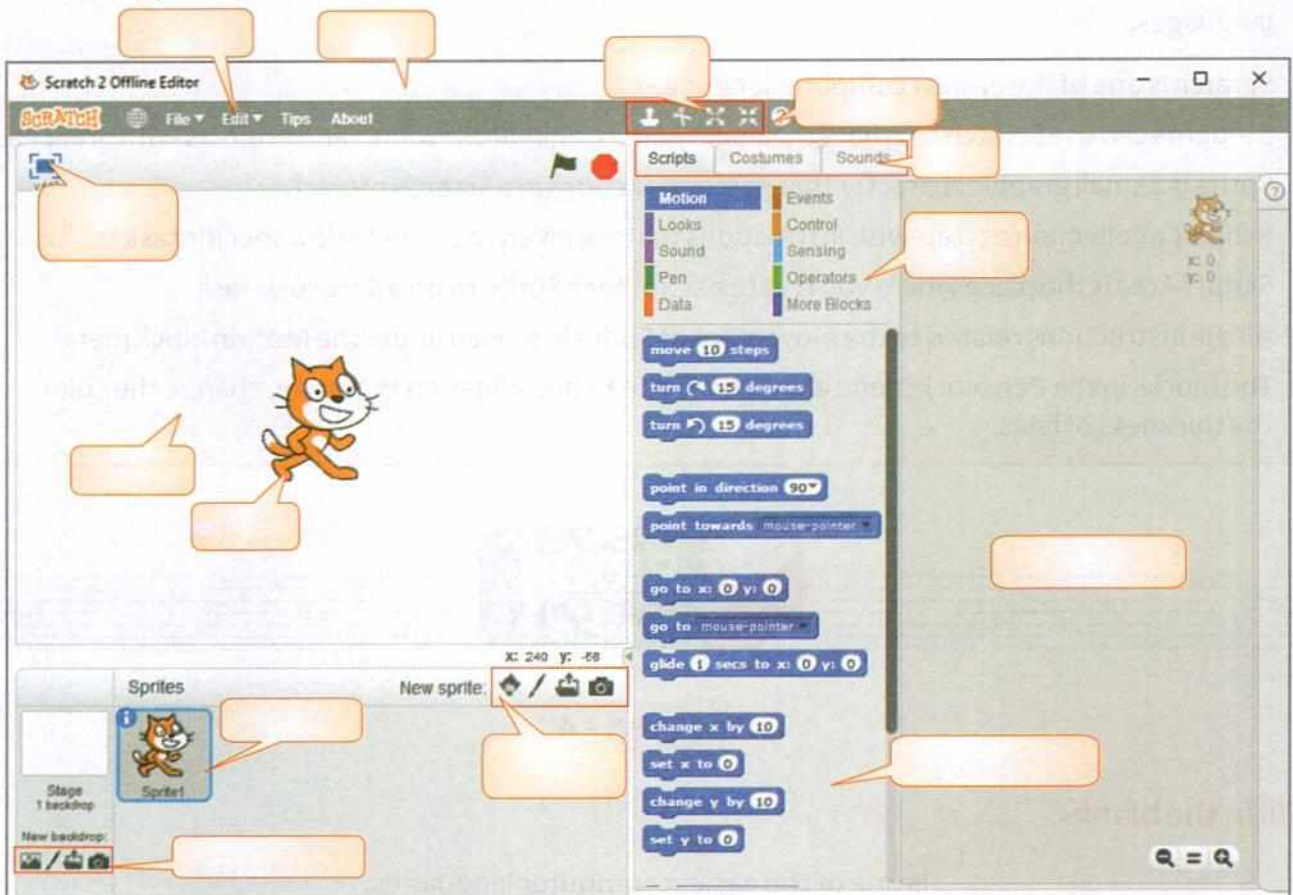 the images.
Scratch 2 Offline Editor
SCRATCH File Edit Tips About
Scripts Costumes Sounds
Motion Events
Looks Control
Sound Sensing
Pen Operators
Data More Blocks
x: 0
y: 0
move 10 steps
turn 15 degrees
turn 15 degrees
point in direction 90
point towards mouse-pointer
go to x: 0 y: 0
go to mouse-pointer
glide 1 secs to x: 0 y: 0
change x by 10
set x to 0
change y by 10
set y to 0
x: 240 y: -68
Sprites New sprite:
Stage
1 backdrop
Sprite1
New backdrop: